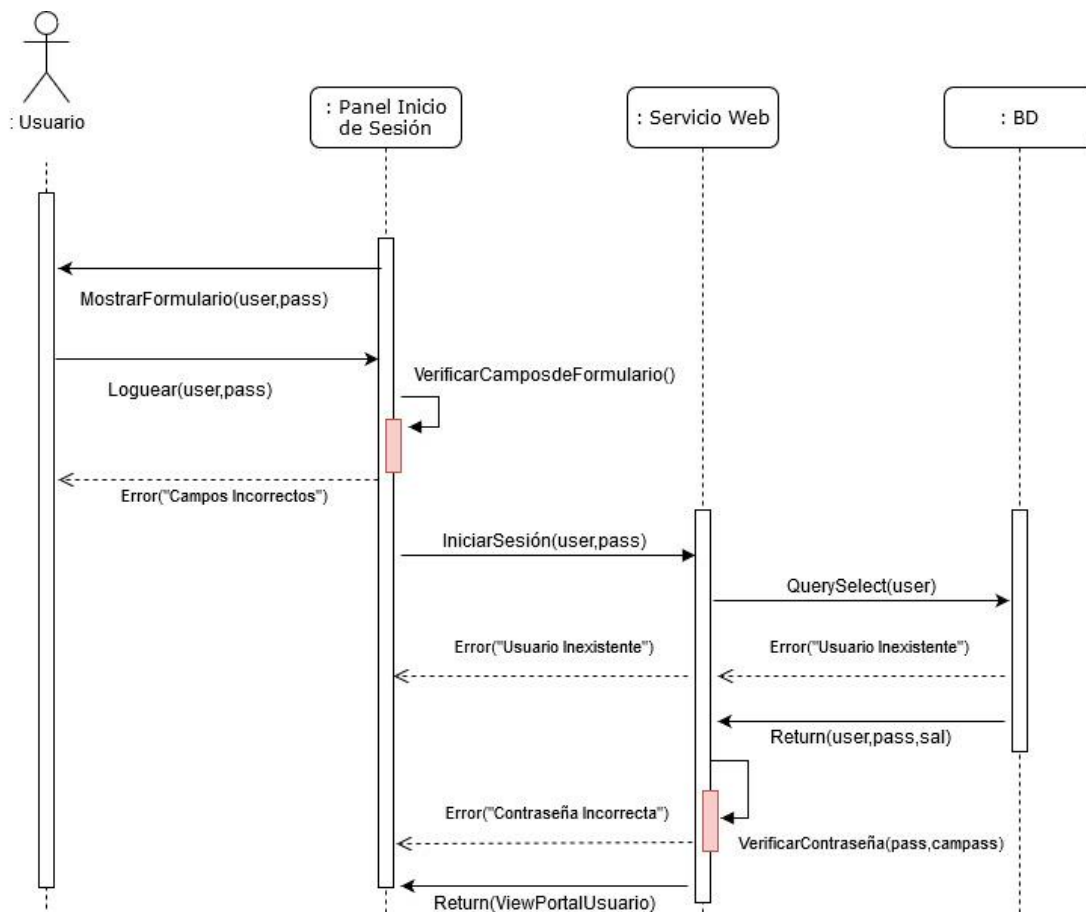 : Usuario
: Panel Inicio
de Sesión
: Servicio Web
: BD
MostrarFormulario(user,pass)
Loguear(user,pass)
VerificarCamposdeFormulario()
Error("Campos Incorrectos")
IniciarSesión(user,pass)
QuerySelect(user)
Error("Usuario Inexistente")
Error("Usuario Inexistente")
Return(user,pass,sal)
Error("Contraseña Incorrecta")
VerificarContraseña(pass,campass)
Return(ViewPortalUsuario)